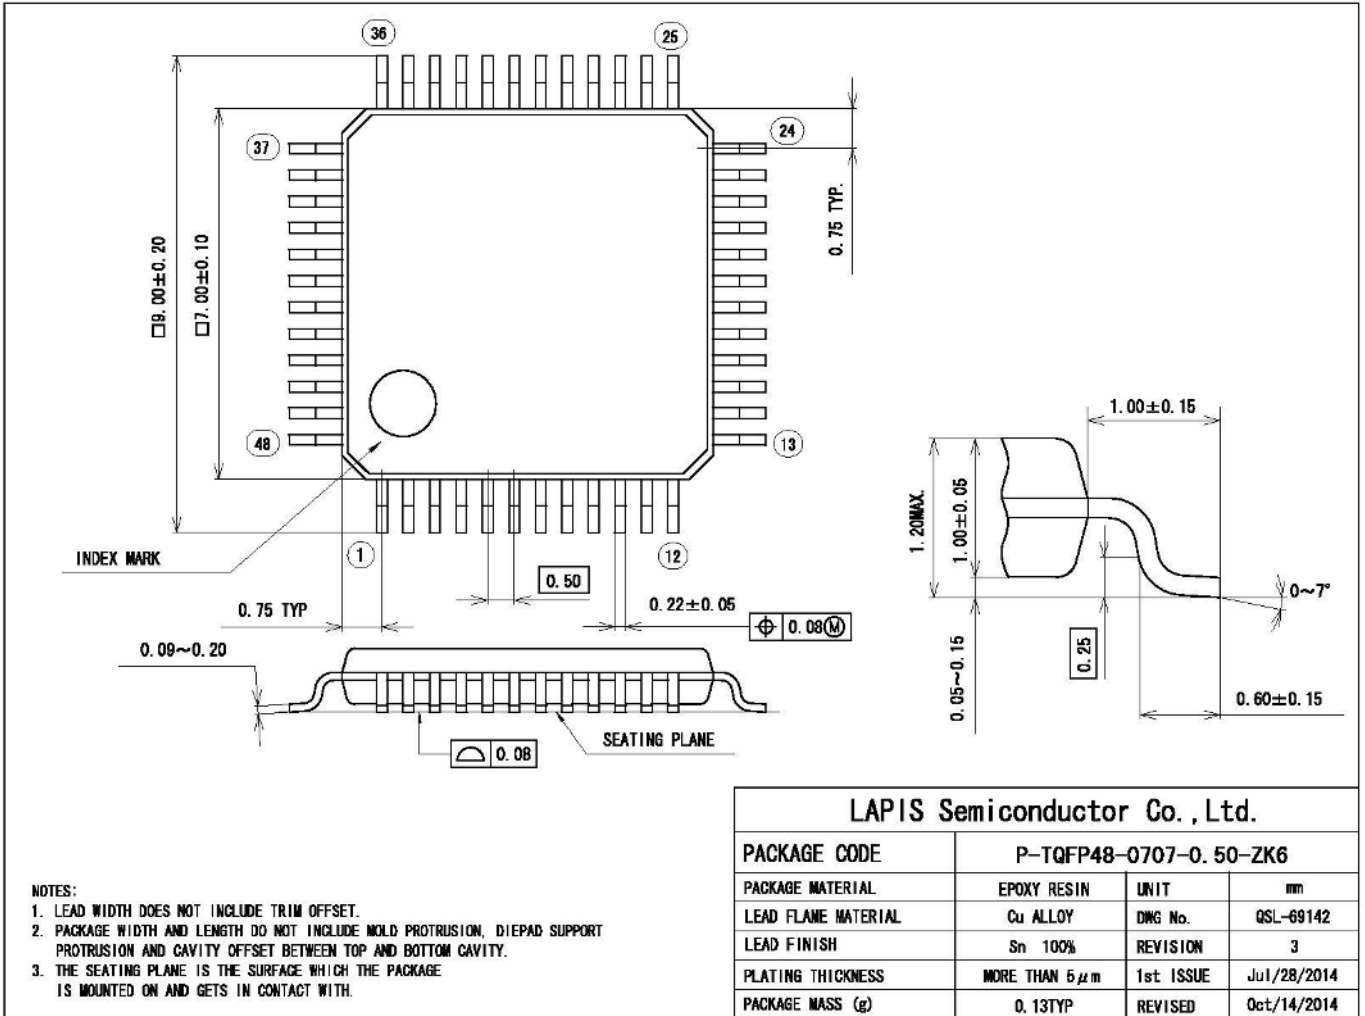 36
25
37
24
□9.00±0.20
□7.00±0.10
0.75 TYP.
48
13
INDEX MARK
1
12
0.50
0.75 TYP
0.22±0.05
0.08Ⓜ
0.09~0.20
SEATING PLANE
0.08
1.00±0.15
1.20MAX.
1.00±0.05
0~7°
0.25
0.05~0.15
0.60±0.15
NOTES:
1. LEAD WIDTH DOES NOT INCLUDE TRIM OFFSET.
2. PACKAGE WIDTH AND LENGTH DO NOT INCLUDE MOLD PROTRUSION, DIEPAD SUPPORT
PROTRUSION AND CAVITY OFFSET BETWEEN TOP AND BOTTOM CAVITY.
3. THE SEATING PLANE IS THE SURFACE WHICH THE PACKAGE
IS MOUNTED ON AND GETS IN CONTACT WITH.
LAPIS Semiconductor Co.,Ltd.
PACKAGE CODE P-TQFP48-0707-0.50-ZK6
PACKAGE MATERIAL EPOXY RESIN UNIT mm
LEAD FLAME MATERIAL Cu ALLOY DWG No. QSL-69142
LEAD FINISH Sn 100% REVISION 3
PLATING THICKNESS MORE THAN 5μm 1st ISSUE Jul/28/2014
PACKAGE MASS (g) 0.13TYP REVISED Oct/14/2014